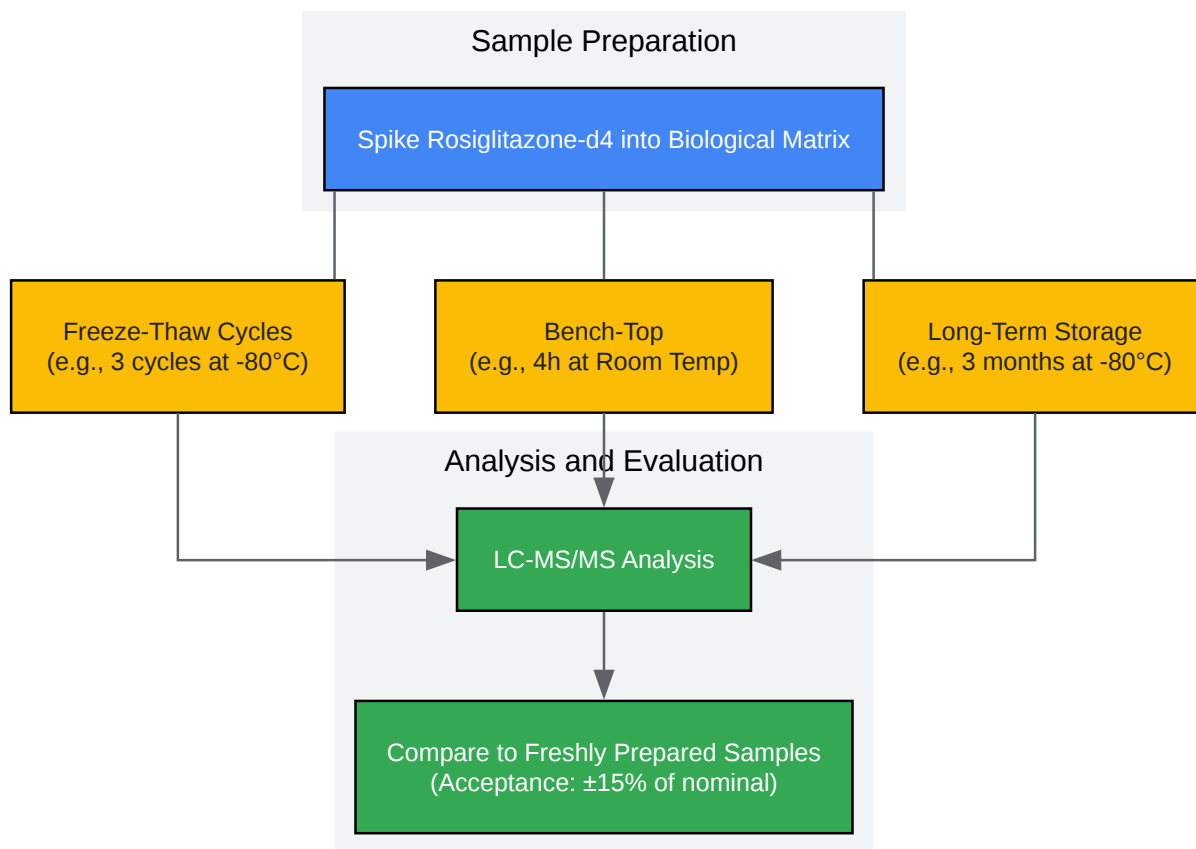 Sample Preparation
Spike Rosiglitazone-d4 into Biological Matrix
Freeze-Thaw Cycles
(e.g., 3 cycles at -80°C)
Bench-Top
(e.g., 4h at Room Temp)
Long-Term Storage
(e.g., 3 months at -80°C)
Analysis and Evaluation
LC-MS/MS Analysis
Compare to Freshly Prepared Samples
(Acceptance: ±15% of nominal)